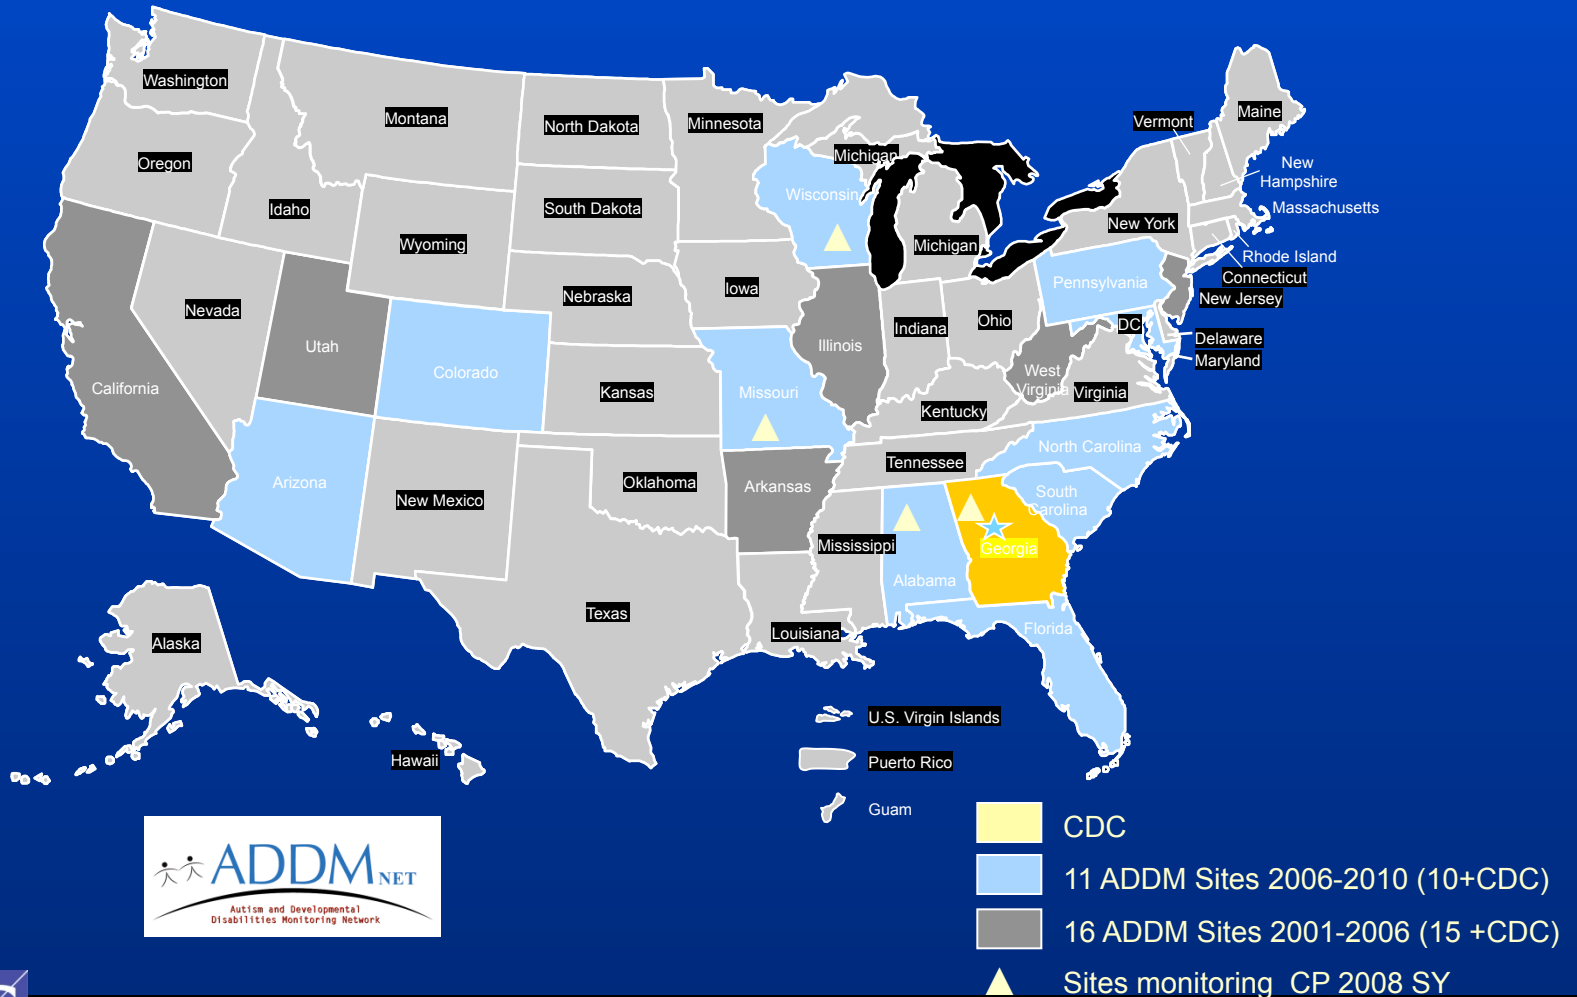 Washington
Montana
North Dakota
Minnesota
Michigan
Vermont
Maine
Oregon
New
Hampshire
Idaho
South Dakota
Wisconsin
Massachusetts
Wyoming
Michigan
New York
Rhode Island
Connecticut
Nevada
Nebraska
Iowa
Pennsylvania
New Jersey
Utah
Illinois
Indiana
Ohio
DC
Delaware
Maryland
California
Colorado
Kansas
Missouri
West
Virginia
Virginia
Kentucky
North Carolina
Arizona
New Mexico
Oklahoma
Arkansas
Tennessee
South
Carolina
Mississippi
Georgia
Alabama
Texas
Louisiana
Florida
Alaska
Hawaii
U.S. Virgin Islands
Puerto Rico
Guam
CDC
11 ADDM Sites 2006-2010 (10+CDC)
16 ADDM Sites 2001-2006 (15 +CDC)
Sites monitoring CP 2008 SY
ADDM NET
Autism and Developmental
Disabilities Monitoring Network